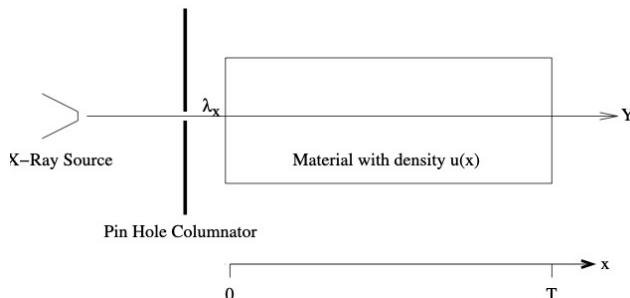 λx
Y
X-Ray Source
Material with density u(x)
Pin Hole Columnator
x
0
T